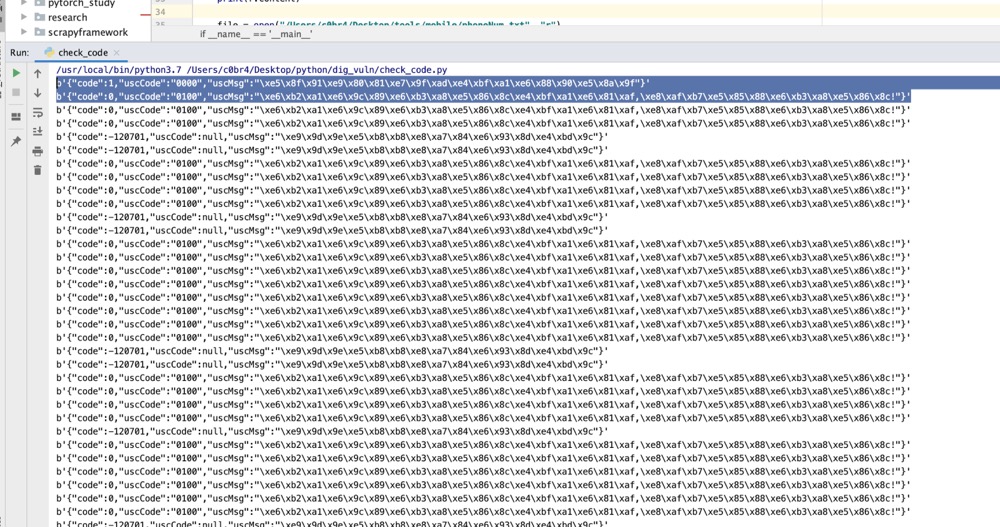 pytorch_study
research
scrapyframework
34
35
file = open("/Users/c0br4/Desktop/tools/mobile/phoneNum.txt", "r")
if __name__ == '__main__'
Run: check_code
/usr/local/bin/python3.7 /Users/c0br4/Desktop/python/dig_vuln/check_code.py
b'{"code":1,"uscCode":"0000","uscMsg":"\xe5\x8f\x91\xe9\x80\x81\xe7\x9f\xad\xe4\xbf\xa1\xe6\x88\x90\xe5\x8a\x9f"}'
b'{"code":0,"uscCode":"0100","uscMsg":"\xe6\xb2\xa1\xe6\x9c\x89\xe6\xb3\xa8\xe5\x86\x8c\xe4\xbf\xa1\xe6\x81\xaf,\xe8\xaf\xb7\xe5\x85\x88\xe6\xb3\xa8\xe5\x86\x8c!"}'
b'{"code":0,"uscCode":"0100","uscMsg":"\xe6\xb2\xa1\xe6\x9c\x89\xe6\xb3\xa8\xe5\x86\x8c\xe4\xbf\xa1\xe6\x81\xaf,\xe8\xaf\xb7\xe5\x85\x88\xe6\xb3\xa8\xe5\x86\x8c!"}'
b'{"code":0,"uscCode":"0100","uscMsg":"\xe6\xb2\xa1\xe6\x9c\x89\xe6\xb3\xa8\xe5\x86\x8c\xe4\xbf\xa1\xe6\x81\xaf,\xe8\xaf\xb7\xe5\x85\x88\xe6\xb3\xa8\xe5\x86\x8c!"}'
b'{"code":-120701,"uscCode":null,"uscMsg":"\xe9\x9d\x9e\xe5\xb8\xb8\xe8\xa7\x84\xe6\x93\x8d\xe4\xbd\x9c"}'
b'{"code":-120701,"uscCode":null,"uscMsg":"\xe9\x9d\x9e\xe5\xb8\xb8\xe8\xa7\x84\xe6\x93\x8d\xe4\xbd\x9c"}'
b'{"code":0,"uscCode":"0100","uscMsg":"\xe6\xb2\xa1\xe6\x9c\x89\xe6\xb3\xa8\xe5\x86\x8c\xe4\xbf\xa1\xe6\x81\xaf,\xe8\xaf\xb7\xe5\x85\x88\xe6\xb3\xa8\xe5\x86\x8c!"}'
b'{"code":0,"uscCode":"0100","uscMsg":"\xe6\xb2\xa1\xe6\x9c\x89\xe6\xb3\xa8\xe5\x86\x8c\xe4\xbf\xa1\xe6\x81\xaf,\xe8\xaf\xb7\xe5\x85\x88\xe6\xb3\xa8\xe5\x86\x8c!"}'
b'{"code":0,"uscCode":"0100","uscMsg":"\xe6\xb2\xa1\xe6\x9c\x89\xe6\xb3\xa8\xe5\x86\x8c\xe4\xbf\xa1\xe6\x81\xaf,\xe8\xaf\xb7\xe5\x85\x88\xe6\xb3\xa8\xe5\x86\x8c!"}'
b'{"code":0,"uscCode":"0100","uscMsg":"\xe6\xb2\xa1\xe6\x9c\x89\xe6\xb3\xa8\xe5\x86\x8c\xe4\xbf\xa1\xe6\x81\xaf,\xe8\xaf\xb7\xe5\x85\x88\xe6\xb3\xa8\xe5\x86\x8c!"}'
b'{"code":-120701,"uscCode":null,"uscMsg":"\xe9\x9d\x9e\xe5\xb8\xb8\xe8\xa7\x84\xe6\x93\x8d\xe4\xbd\x9c"}'
b'{"code":-120701,"uscCode":null,"uscMsg":"\xe9\x9d\x9e\xe5\xb8\xb8\xe8\xa7\x84\xe6\x93\x8d\xe4\xbd\x9c"}'
b'{"code":0,"uscCode":"0100","uscMsg":"\xe6\xb2\xa1\xe6\x9c\x89\xe6\xb3\xa8\xe5\x86\x8c\xe4\xbf\xa1\xe6\x81\xaf,\xe8\xaf\xb7\xe5\x85\x88\xe6\xb3\xa8\xe5\x86\x8c!"}'
b'{"code":0,"uscCode":"0100","uscMsg":"\xe6\xb2\xa1\xe6\x9c\x89\xe6\xb3\xa8\xe5\x86\x8c\xe4\xbf\xa1\xe6\x81\xaf,\xe8\xaf\xb7\xe5\x85\x88\xe6\xb3\xa8\xe5\x86\x8c!"}'
b'{"code":0,"uscCode":"0100","uscMsg":"\xe6\xb2\xa1\xe6\x9c\x89\xe6\xb3\xa8\xe5\x86\x8c\xe4\xbf\xa1\xe6\x81\xaf,\xe8\xaf\xb7\xe5\x85\x88\xe6\xb3\xa8\xe5\x86\x8c!"}'
b'{"code":0,"uscCode":"0100","uscMsg":"\xe6\xb2\xa1\xe6\x9c\x89\xe6\xb3\xa8\xe5\x86\x8c\xe4\xbf\xa1\xe6\x81\xaf,\xe8\xaf\xb7\xe5\x85\x88\xe6\xb3\xa8\xe5\x86\x8c!"}'
b'{"code":0,"uscCode":"0100","uscMsg":"\xe6\xb2\xa1\xe6\x9c\x89\xe6\xb3\xa8\xe5\x86\x8c\xe4\xbf\xa1\xe6\x81\xaf,\xe8\xaf\xb7\xe5\x85\x88\xe6\xb3\xa8\xe5\x86\x8c!"}'
b'{"code":0,"uscCode":"0100","uscMsg":"\xe6\xb2\xa1\xe6\x9c\x89\xe6\xb3\xa8\xe5\x86\x8c\xe4\xbf\xa1\xe6\x81\xaf,\xe8\xaf\xb7\xe5\x85\x88\xe6\xb3\xa8\xe5\x86\x8c!"}'
b'{"code":0,"uscCode":"0100","uscMsg":"\xe6\xb2\xa1\xe6\x9c\x89\xe6\xb3\xa8\xe5\x86\x8c\xe4\xbf\xa1\xe6\x81\xaf,\xe8\xaf\xb7\xe5\x85\x88\xe6\xb3\xa8\xe5\x86\x8c!"}'
b'{"code":0,"uscCode":"0100","uscMsg":"\xe6\xb2\xa1\xe6\x9c\x89\xe6\xb3\xa8\xe5\x86\x8c\xe4\xbf\xa1\xe6\x81\xaf,\xe8\xaf\xb7\xe5\x85\x88\xe6\xb3\xa8\xe5\x86\x8c!"}'
b'{"code":-120701,"uscCode":null,"uscMsg":"\xe9\x9d\x9e\xe5\xb8\xb8\xe8\xa7\x84\xe6\x93\x8d\xe4\xbd\x9c"}'
b'{"code":-120701,"uscCode":null,"uscMsg":"\xe9\x9d\x9e\xe5\xb8\xb8\xe8\xa7\x84\xe6\x93\x8d\xe4\xbd\x9c"}'
b'{"code":0,"uscCode":"0100","uscMsg":"\xe6\xb2\xa1\xe6\x9c\x89\xe6\xb3\xa8\xe5\x86\x8c\xe4\xbf\xa1\xe6\x81\xaf,\xe8\xaf\xb7\xe5\x85\x88\xe6\xb3\xa8\xe5\x86\x8c!"}'
b'{"code":0,"uscCode":"0100","uscMsg":"\xe6\xb2\xa1\xe6\x9c\x89\xe6\xb3\xa8\xe5\x86\x8c\xe4\xbf\xa1\xe6\x81\xaf,\xe8\xaf\xb7\xe5\x85\x88\xe6\xb3\xa8\xe5\x86\x8c!"}'
b'{"code":0,"uscCode":"0100","uscMsg":"\xe6\xb2\xa1\xe6\x9c\x89\xe6\xb3\xa8\xe5\x86\x8c\xe4\xbf\xa1\xe6\x81\xaf,\xe8\xaf\xb7\xe5\x85\x88\xe6\xb3\xa8\xe5\x86\x8c!"}'
b'{"code":0,"uscCode":"0100","uscMsg":"\xe6\xb2\xa1\xe6\x9c\x89\xe6\xb3\xa8\xe5\x86\x8c\xe4\xbf\xa1\xe6\x81\xaf,\xe8\xaf\xb7\xe5\x85\x88\xe6\xb3\xa8\xe5\x86\x8c!"}'
b'{"code":-120701,"uscCode":null,"uscMsg":"\xe9\x9d\x9e\xe5\xb8\xb8\xe8\xa7\x84\xe6\x93\x8d\xe4\xbd\x9c"}'
b'{"code":0,"uscCode":"0100","uscMsg":"\xe6\xb2\xa1\xe6\x9c\x89\xe6\xb3\xa8\xe5\x86\x8c\xe4\xbf\xa1\xe6\x81\xaf,\xe8\xaf\xb7\xe5\x85\x88\xe6\xb3\xa8\xe5\x86\x8c!"}'
b'{"code":0,"uscCode":"0100","uscMsg":"\xe6\xb2\xa1\xe6\x9c\x89\xe6\xb3\xa8\xe5\x86\x8c\xe4\xbf\xa1\xe6\x81\xaf,\xe8\xaf\xb7\xe5\x85\x88\xe6\xb3\xa8\xe5\x86\x8c!"}'
b'{"code":0,"uscCode":"0100","uscMsg":"\xe6\xb2\xa1\xe6\x9c\x89\xe6\xb3\xa8\xe5\x86\x8c\xe4\xbf\xa1\xe6\x81\xaf,\xe8\xaf\xb7\xe5\x85\x88\xe6\xb3\xa8\xe5\x86\x8c!"}'
b'{"code":0,"uscCode":"0100","uscMsg":"\xe6\xb2\xa1\xe6\x9c\x89\xe6\xb3\xa8\xe5\x86\x8c\xe4\xbf\xa1\xe6\x81\xaf,\xe8\xaf\xb7\xe5\x85\x88\xe6\xb3\xa8\xe5\x86\x8c!"}'
b'{"code":0,"uscCode":"0100","uscMsg":"\xe6\xb2\xa1\xe6\x9c\x89\xe6\xb3\xa8\xe5\x86\x8c\xe4\xbf\xa1\xe6\x81\xaf,\xe8\xaf\xb7\xe5\x85\x88\xe6\xb3\xa8\xe5\x86\x8c!"}'
b'{"code":0,"uscCode":"0100","uscMsg":"\xe6\xb2\xa1\xe6\x9c\x89\xe6\xb3\xa8\xe5\x86\x8c\xe4\xbf\xa1\xe6\x81\xaf,\xe8\xaf\xb7\xe5\x85\x88\xe6\xb3\xa8\xe5\x86\x8c!"}'
b'{"code":-120701,"uscCode":null,"uscMsg":"\xe9\x9d\x9e\xe5\xb8\xb8\xe8\xa7\x84\xe6\x93\x8d\xe4\xbd\x9c"}'